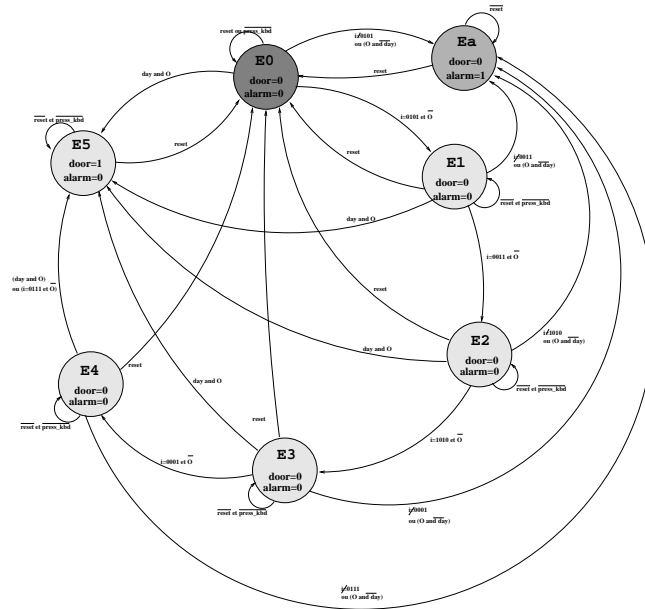 reset ou press_kbd
E0
door=0
alarm=0
i≠0101
ou (O and day)
reset
Ea
door=0
alarm=1
reset
day and O
i=0101 et O
reset et press_kbd
E5
door=1
alarm=0
reset
reset
E1
door=0
alarm=0
i≠0011
ou (O and day)
reset et press_kbd
day and O
i=0011 et O
(day and O)
ou (i=0111 et O)
reset
day and O
E2
door=0
alarm=0
i≠1010
ou (O and day)
reset et press_kbd
E4
door=0
alarm=0
reset et press_kbd
reset
day and O
reset
i=1010 et O
i=0001 et O
E3
door=0
alarm=0
reset et press_kbd
i≠0001
ou (O and day)
i≠0111
ou (O and day)